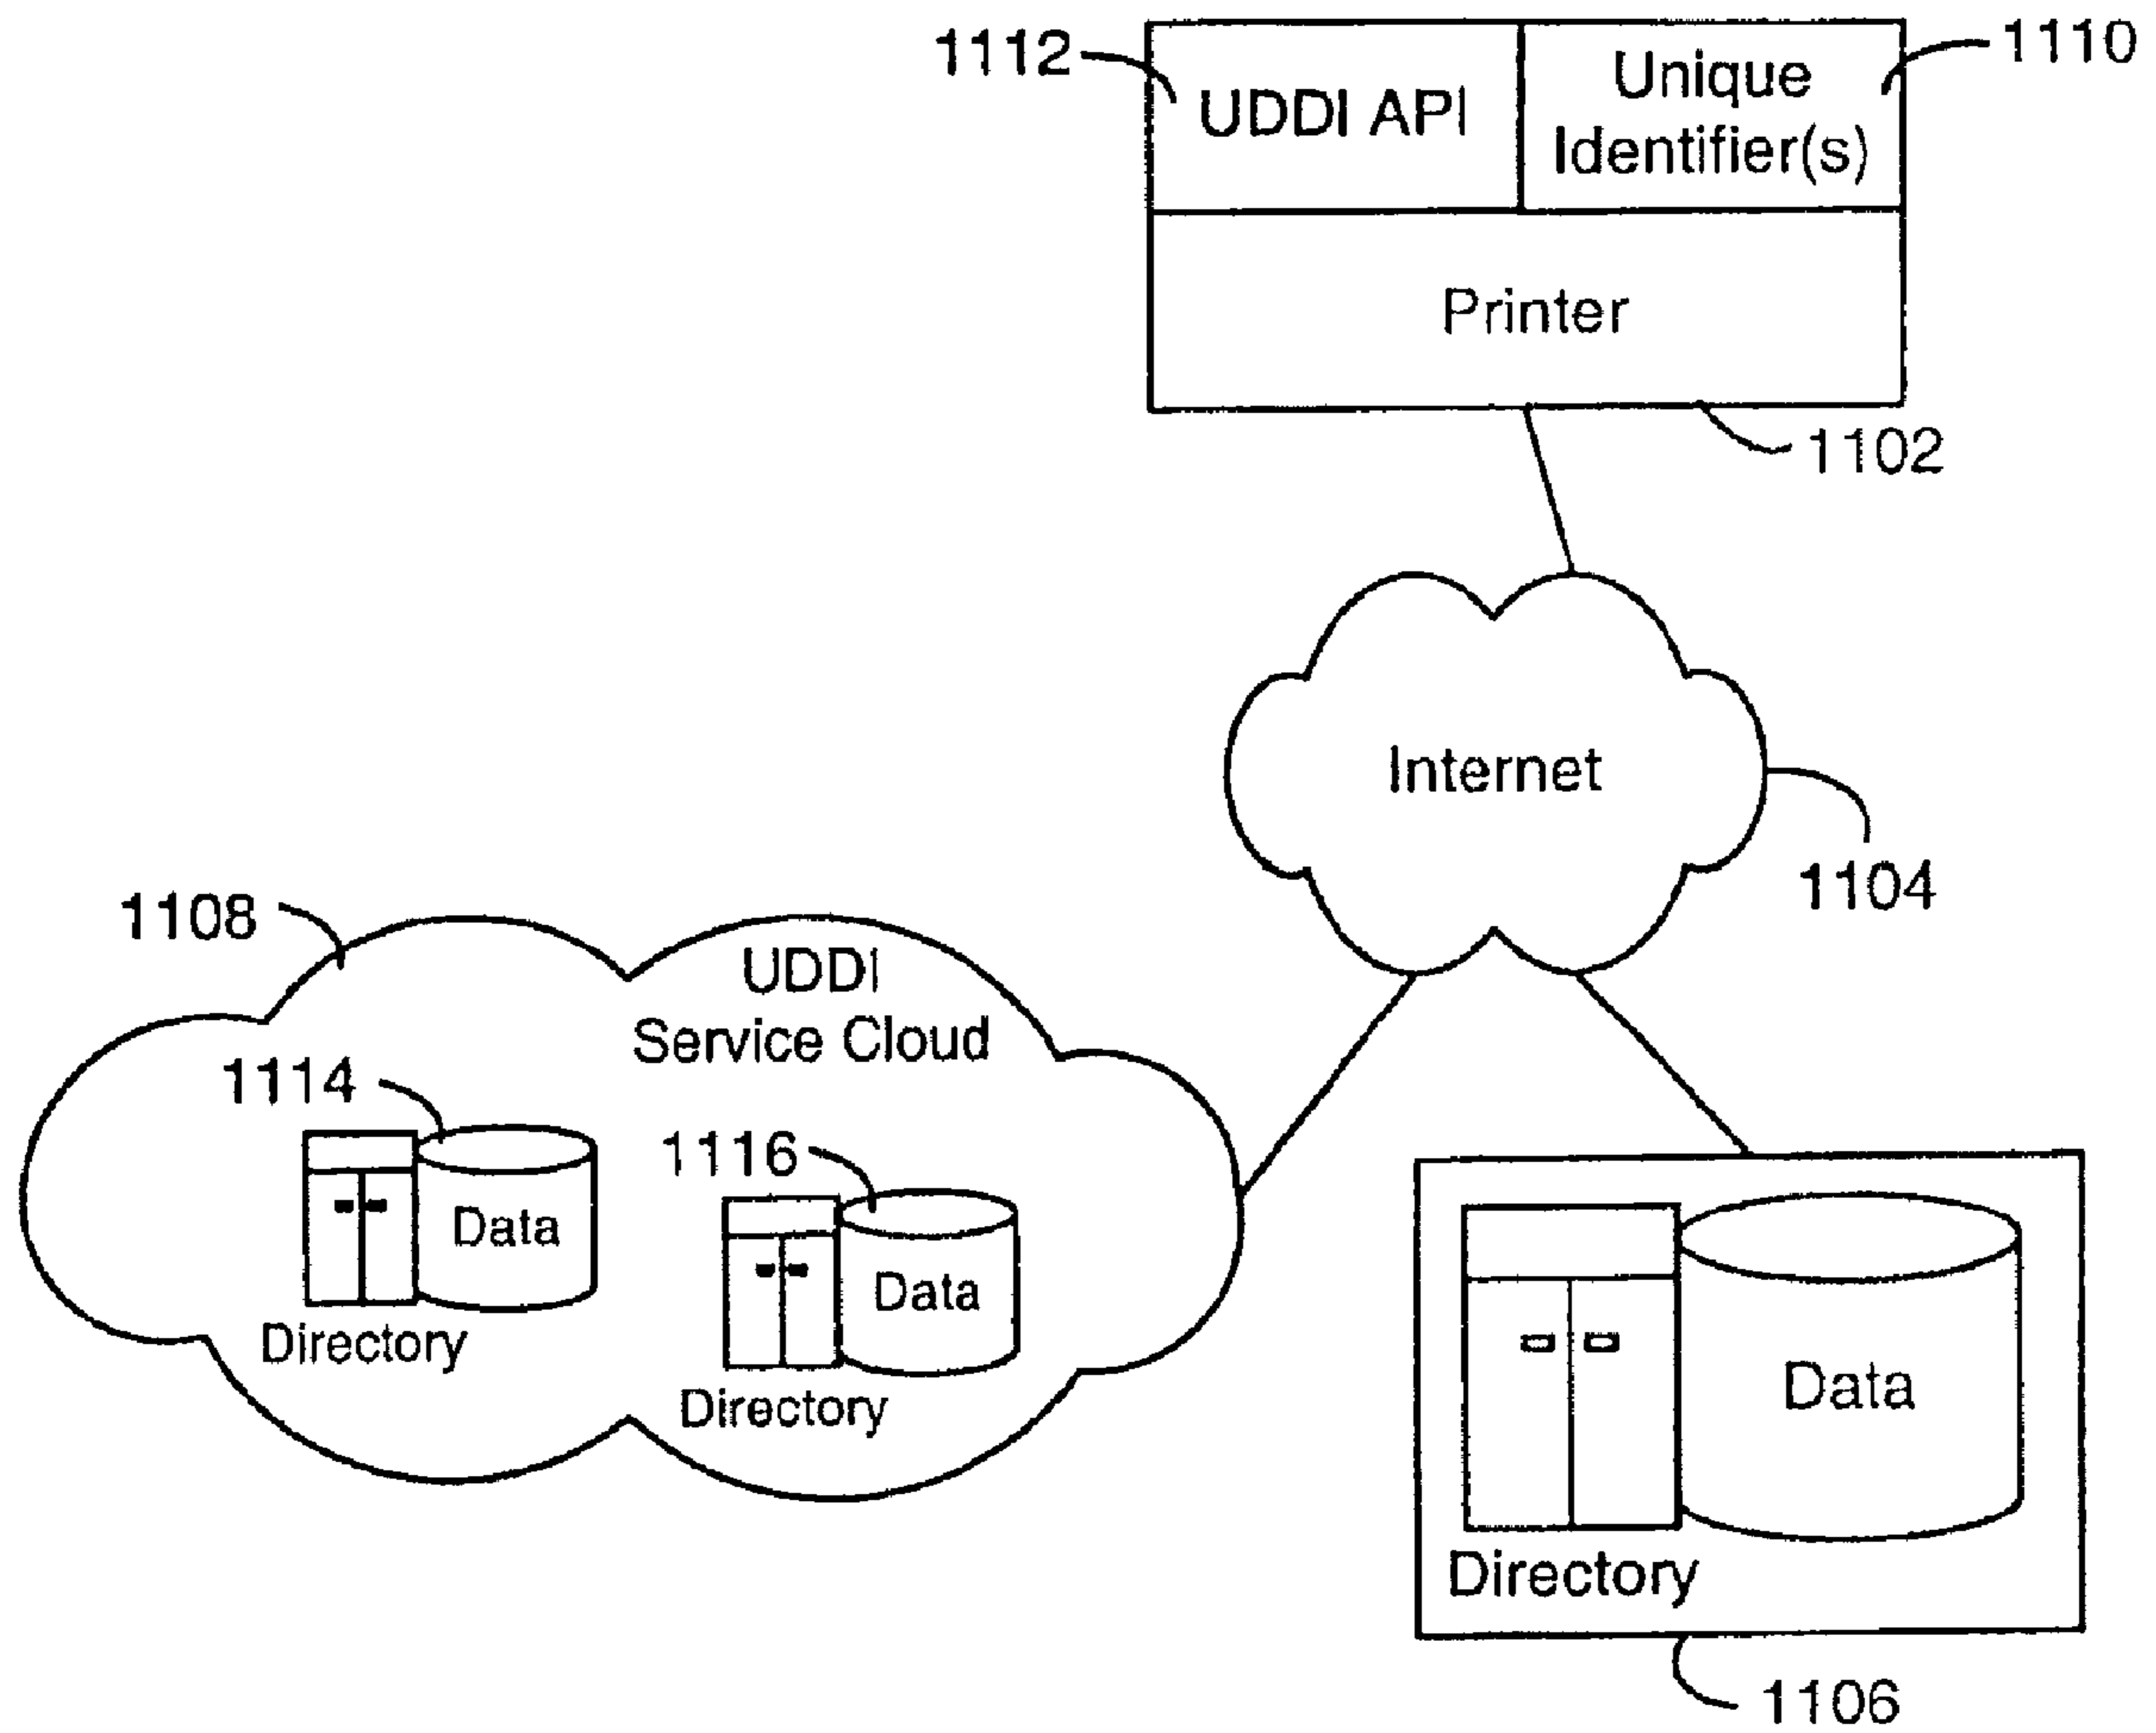 1112
UDDI API
Unique
Identifier(s)
1110
Printer
1102
Internet
1104
1108
UDDI
Service Cloud
1114
Data
Directory
1116
Data
Directory
Data
Directory
1106